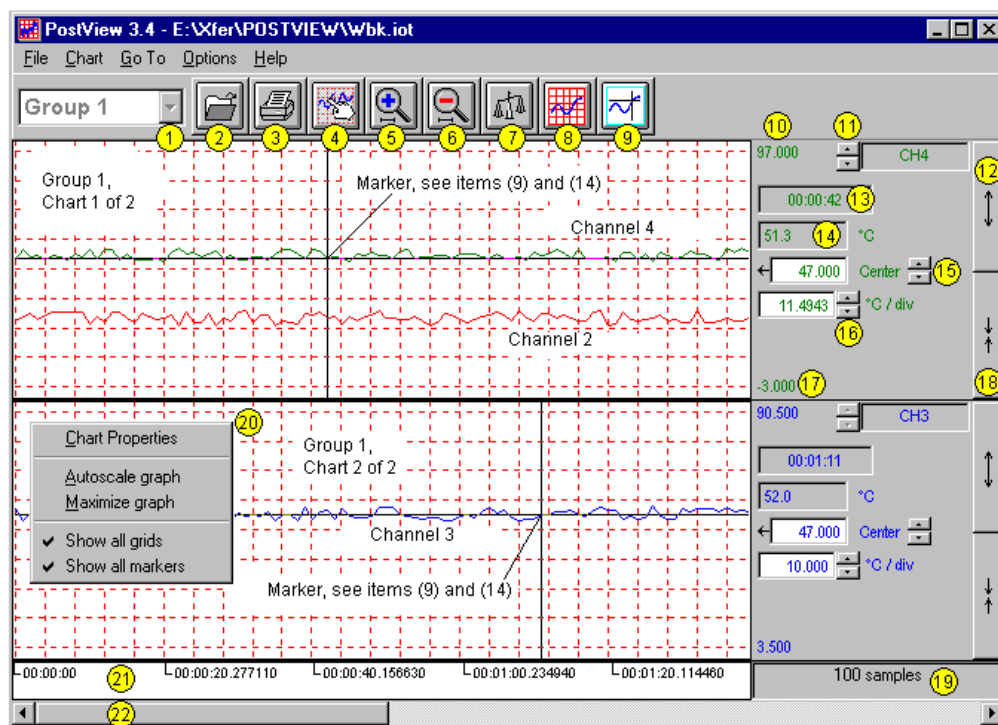 PostView 3.4 - E:\Xfer\POSTVIEW\Wbk.iot
File Chart Go To Options Help
Group 1
1 2 3 4 5 6 7 8 9
10 11
97.000 CH4
12
Group 1,
Chart 1 of 2
Marker, see items (9) and (14)
00:00:42 13
Channel 4
51.3 14 °C
47.000 Center 15
11.4943 °C / div
16
Channel 2
-3.000 17
18
90.500 CH3
20
Chart Properties
Autoscale graph
Maximize graph
Show all grids
Show all markers
Group 1,
Chart 2 of 2
00:01:11
52.0 °C
Channel 3
47.000 Center
10.000 °C / div
Marker, see items (9) and (14)
3.500
00:00:00 00:00:20.277110 00:00:40.156630 00:01:00.234940 00:01:20.114460
21
100 samples 19
22